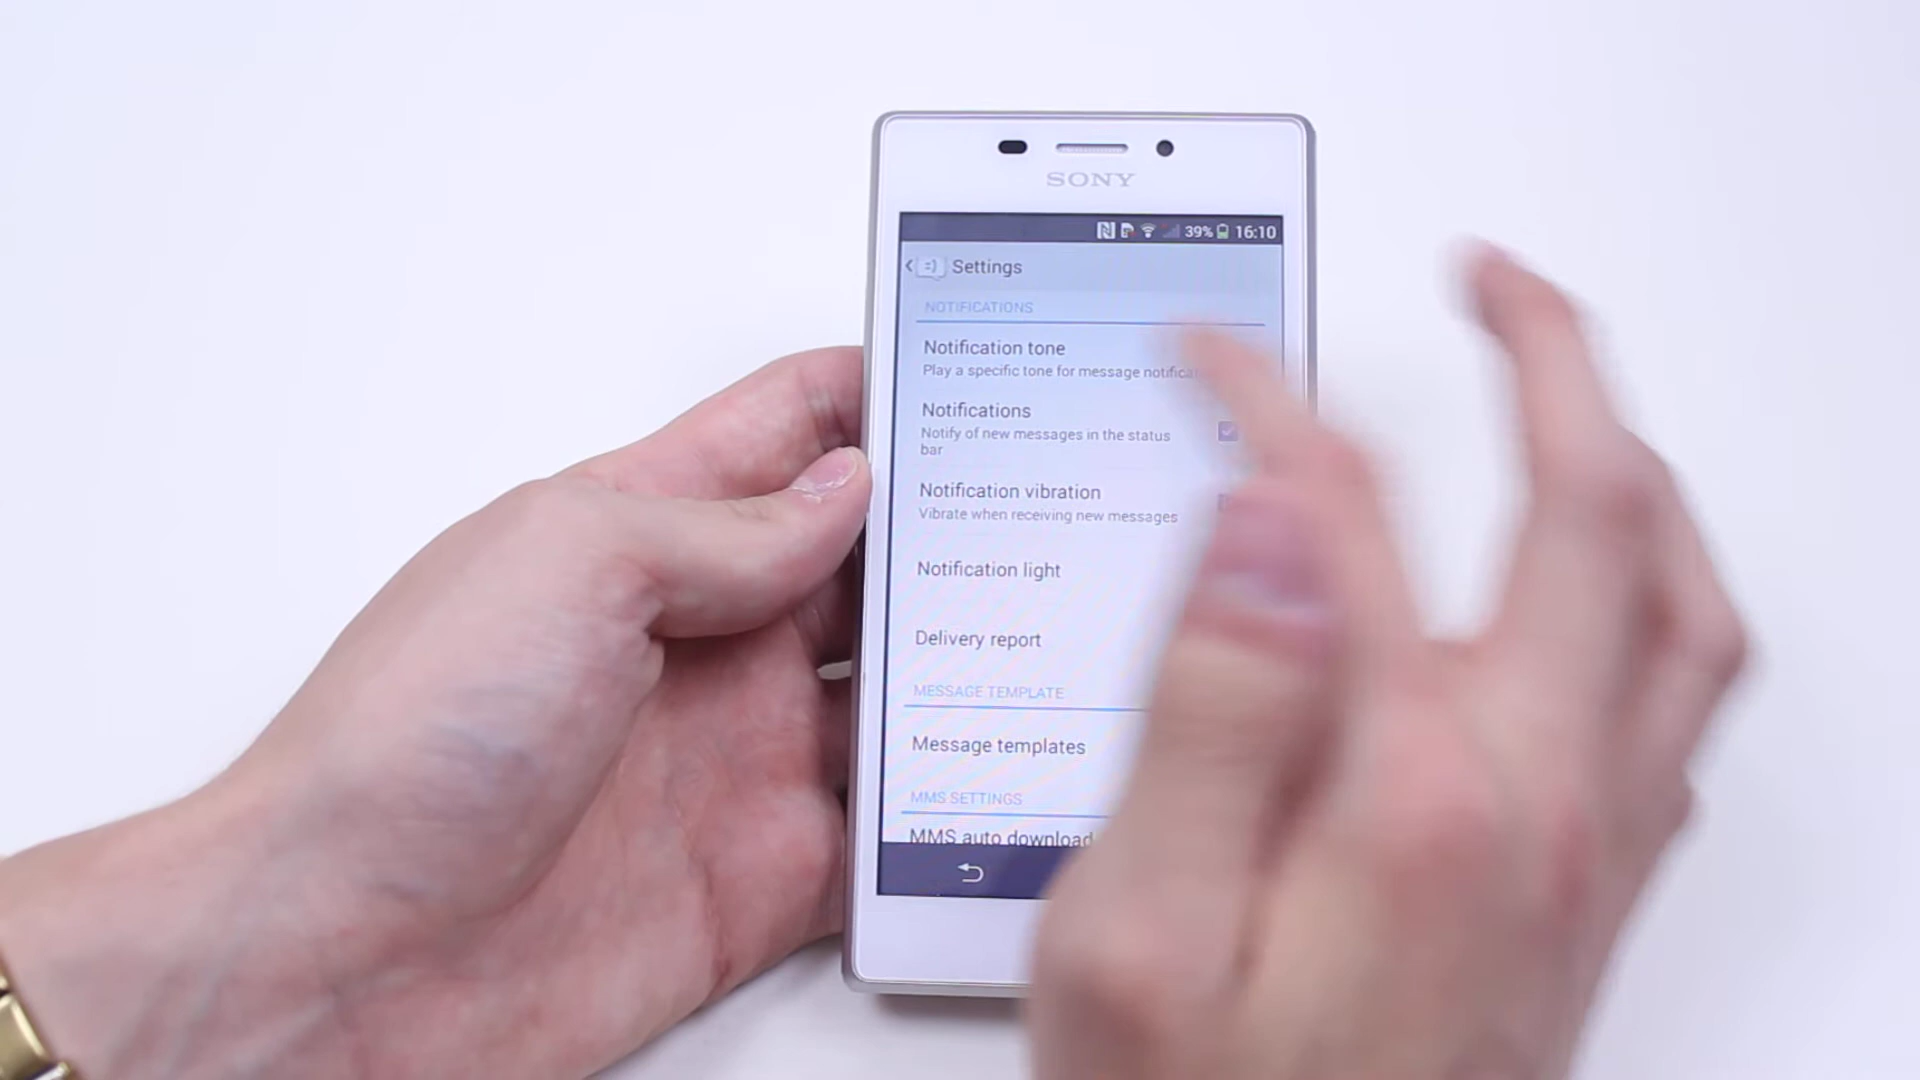 SONY
39% 16:10
Settings
NOTIFICATIONS
Notification tone
Play a specific tone for message
Notifications
Notify of new messages in the status
bar
Notification vibration
Vibrate when receiving new messages
Notification light
Delivery report
MESSAGE TEMPLATE
Message templates
MMS SETTINGS
MMS auto download